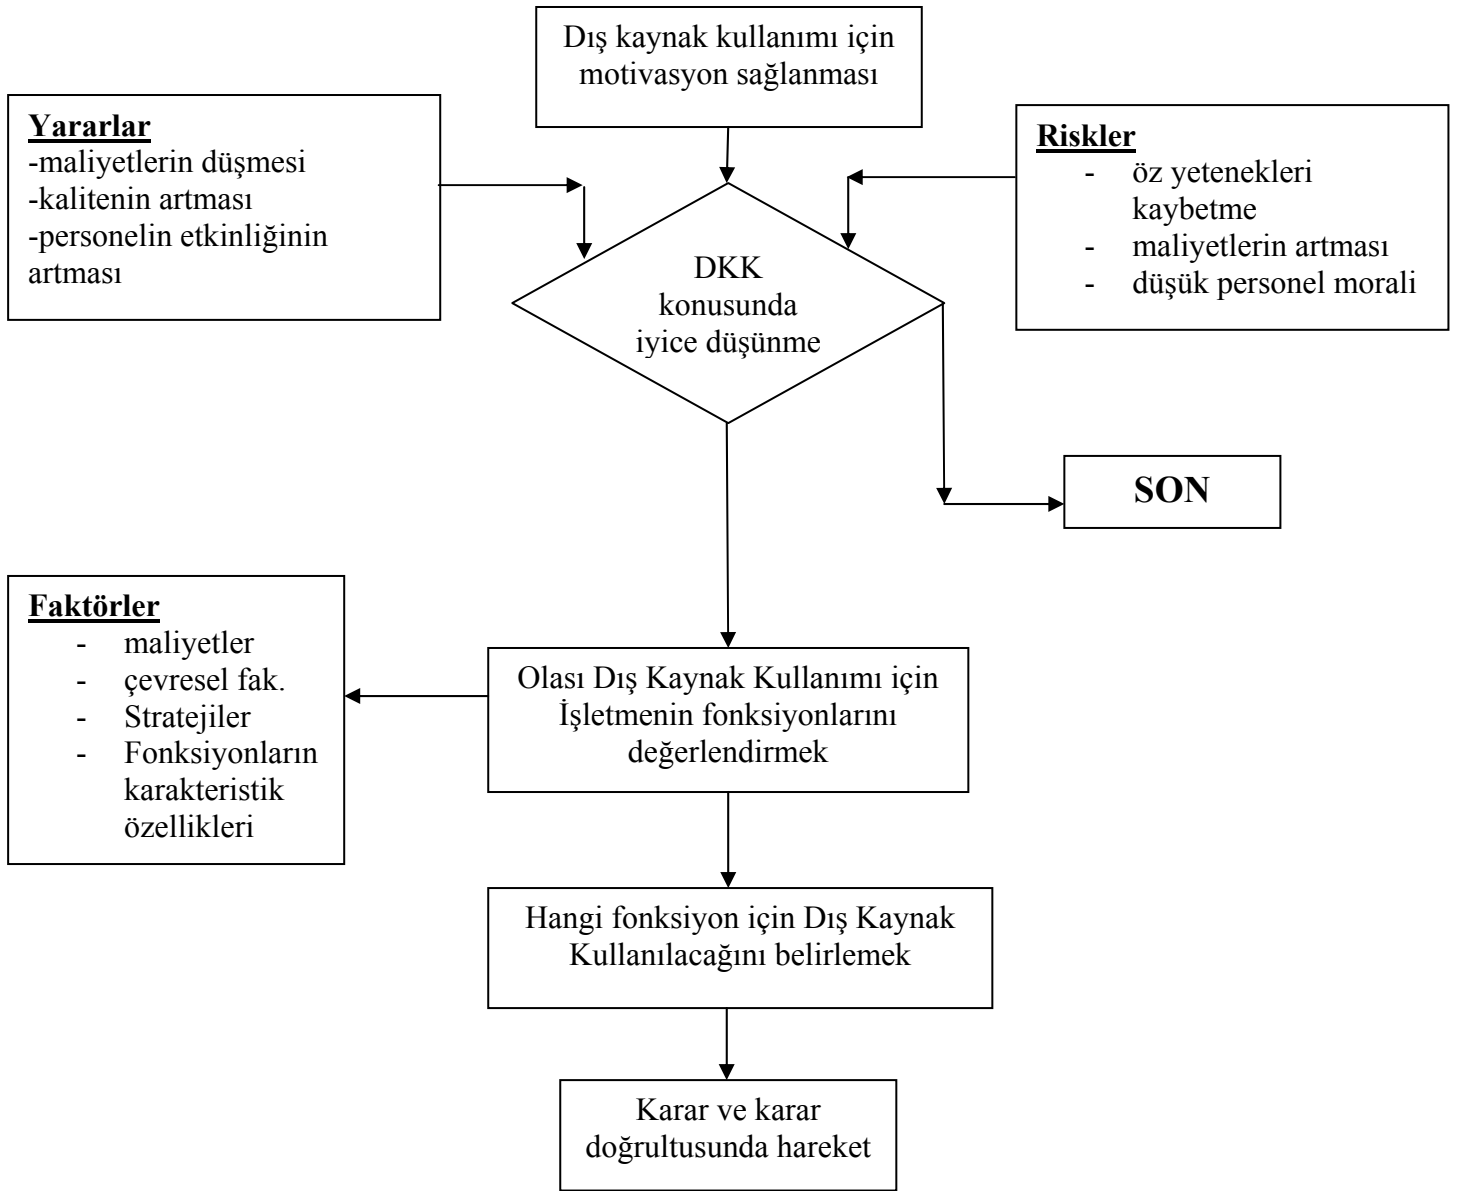 Dış kaynak kullanımı için
motivasyon sağlanması
Yararlar
-maliyetlerin düşmesi
-kalitenin artması
-personelin etkinliğinin
artması
Riskler
- öz yetenekleri
kaybetme
- maliyetlerin artması
- düşük personel morali
DKK
konusunda
iyice düşünme
SON
Faktörler
- maliyetler
- çevresel fak.
- Stratejiler
- Fonksiyonların
karakteristik
özellikleri
Olası Dış Kaynak Kullanımı için
İşletmenin fonksiyonlarını
değerlendirmek
Hangi fonksiyon için Dış Kaynak
Kullanılacağını belirlemek
Karar ve karar
doğrultusunda hareket